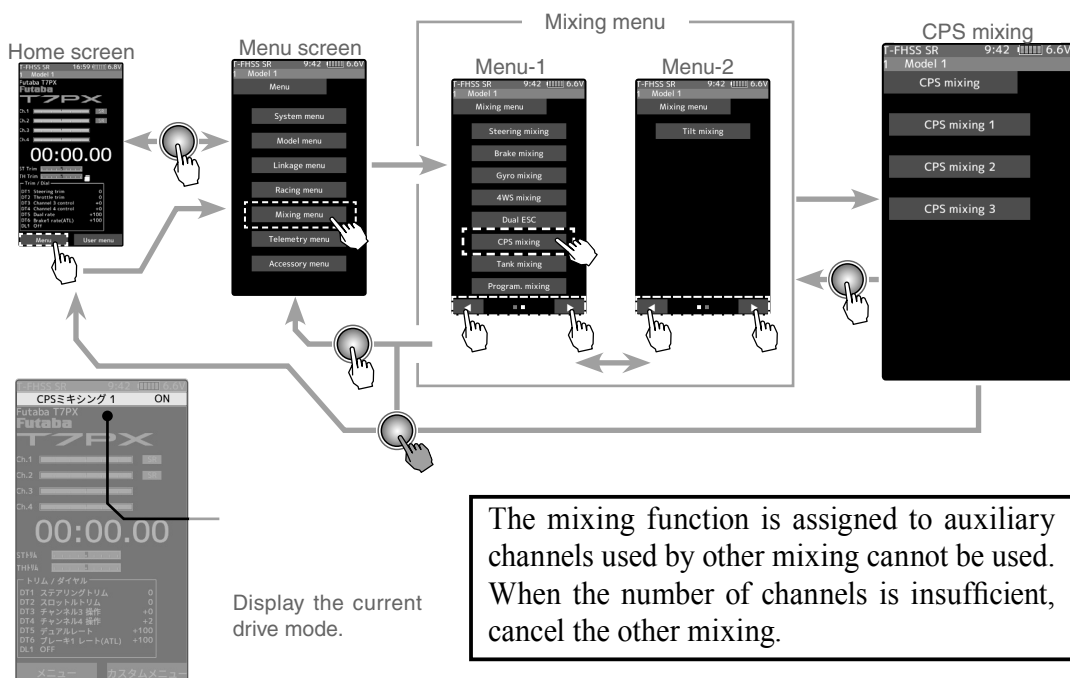 Mixing menu
Home screen
T-FHSS SR 16:59 6.8V
1 Model 1
Futaba T7PX
Futaba
T7PX
Ch.1
Ch.2
Ch.3
Ch.4
00:00.00
ST Trim
TH Trim
Trim / Dial
DT1 Steering trim 0
DT2 Throttle trim 0
DT3 Channel 3 control +0
DT4 Channel 4 control +0
DT5 Dual rate +100
DT6 Brake1 rate(ATL) +100
DL1 Off
Menu User menu
Menu screen
T-FHSS SR 9:42 6.6V
1 Model 1
Menu
System menu
Model menu
Linkage menu
Racing menu
Mixing menu
Telemetry menu
Accessory menu
Menu-1
T-FHSS SR 9:42 6.6V
1 Model 1
Mixing menu
Steering mixing
Brake mixing
Gyro mixing
4WS mixing
Dual ESC
CPS mixing
Tank mixing
Program. mixing
Menu-2
T-FHSS SR 9:42 6.6V
1 Model 1
Mixing menu
Tilt mixing
CPS mixing
T-FHSS SR 9:42 6.6V
1 Model 1
CPS mixing
CPS mixing 1
CPS mixing 2
CPS mixing 3
T-FHSS SR 9:42 6.6V
CPSミキシング 1 ON
Futaba T7PX
Futaba
T7PX
Ch.1
Ch.2
Ch.3
Ch.4
00:00.00
STトリム
THトリム
トリム / ダイヤル
DT1 ステアリングトリム 0
DT2 スロットルトリム 0
DT3 チャンネル3 操作 +0
DT4 チャンネル4 操作 +2
DT5 デュアルレート +100
DT6 ブレーキ1 レート(ATL) +100
DL1 OFF
メニュー カスタムメニュー
Display the current
drive mode.
The mixing function is assigned to auxiliary
channels used by other mixing cannot be used.
When the number of channels is insufficient,
cancel the other mixing.